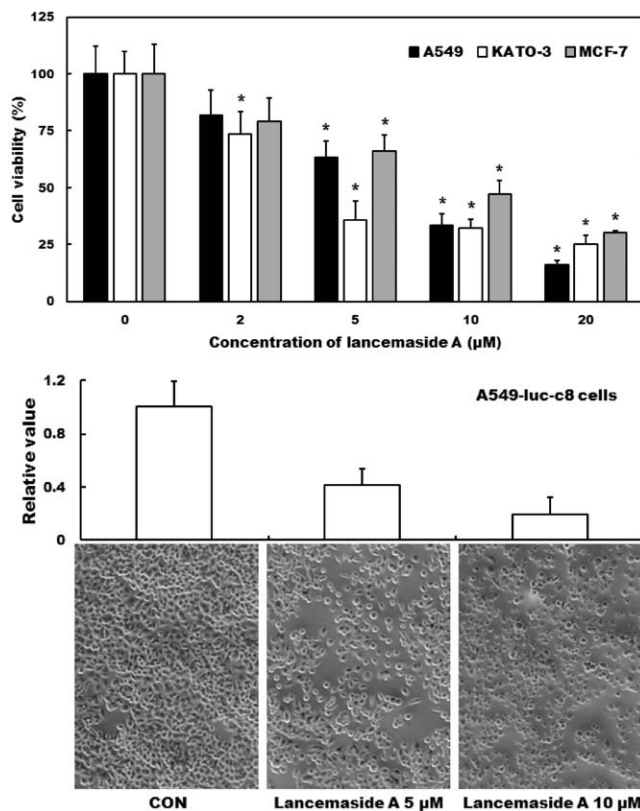 125
100
75
50
25
0
Cell viability (%)
A549 KATO-3 MCF-7
*
* *
*
* * *
* * *
0 2 5 10 20
Concentration of lancemaside A (µM)
1.2
0.8
0.4
0
Relative value
A549-luc-c8 cells
CON Lancemaside A 5 µM Lancemaside A 10 µM